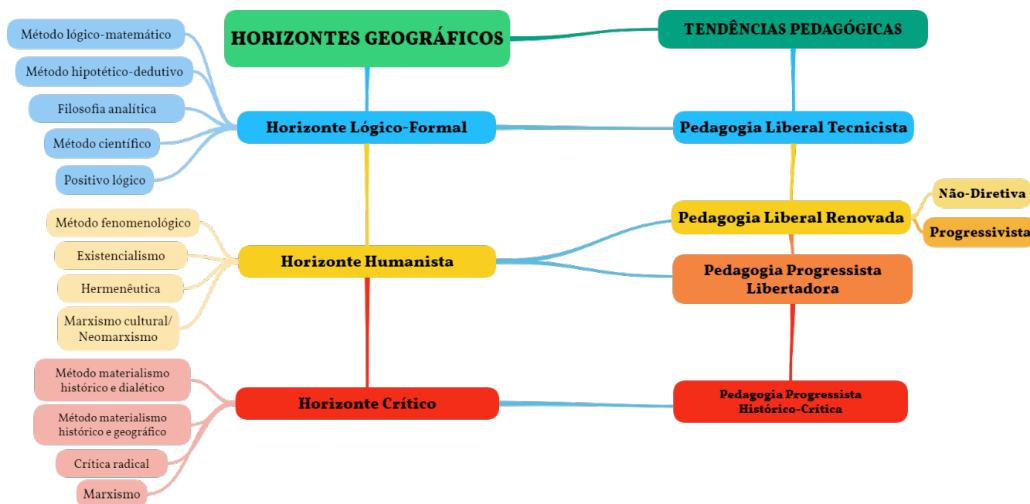 HORIZONTES GEOGRÁFICOS
TENDÊNCIAS PEDAGÓGICAS
Método lógico-matemático
Método hipotético-dedutivo
Filosofia analítica
Método científico
Positivo lógico
Horizonte Lógico-Formal
Pedagogia Liberal Tecnicista
Método fenomenológico
Existencialismo
Hermenêutica
Marxismo cultural/
Neomarxismo
Horizonte Humanista
Pedagogia Liberal Renovada
Não-Diretiva
Progressivista
Pedagogia Progressista
Libertadora
Método materialismo
histórico e dialético
Método materialismo
histórico e geográfico
Crítica radical
Marxismo
Horizonte Crítico
Pedagogia Progressista
Histórico-Crítica